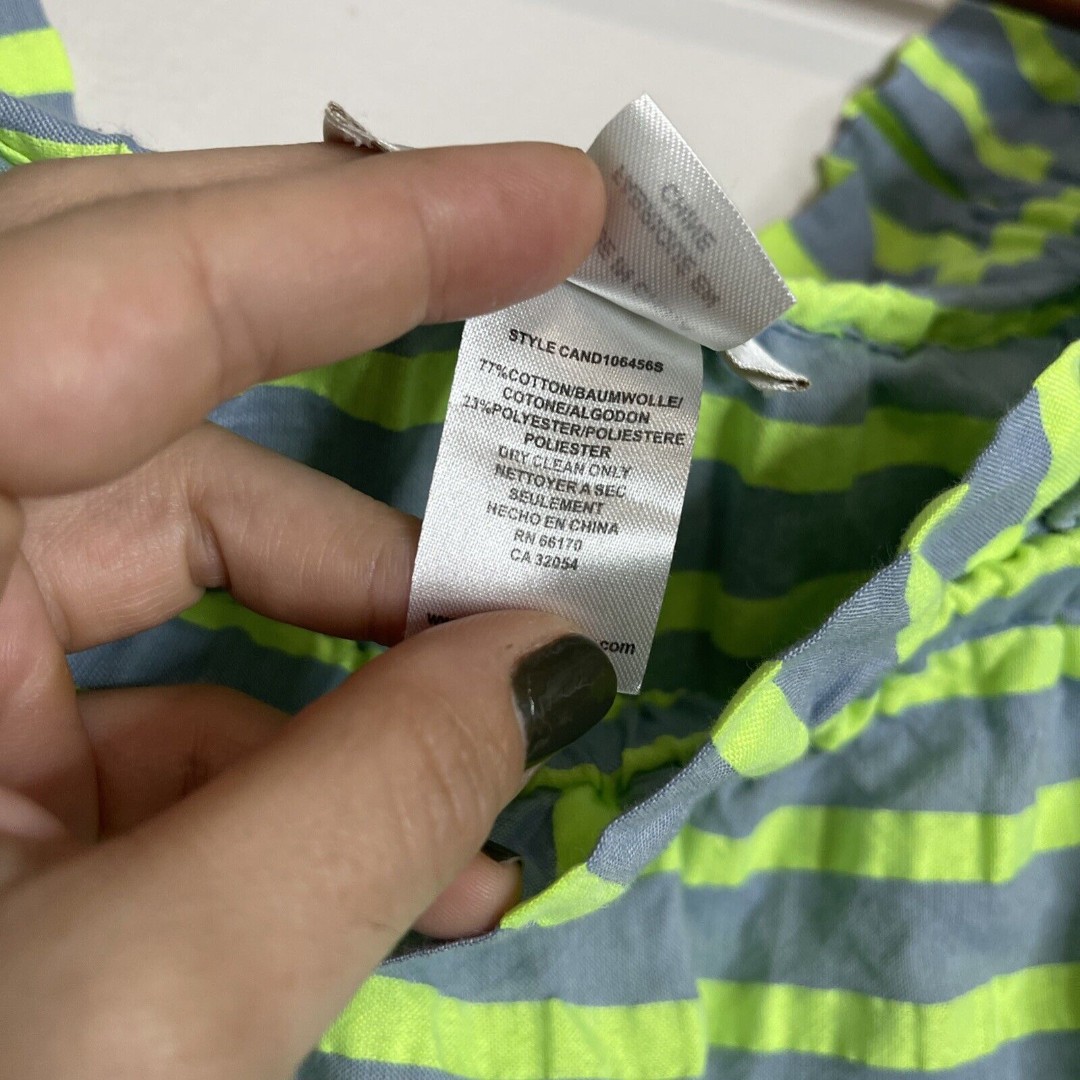 CHINE
STYLE CAND106456S
77%COTTON/BAUMWOLLE/
COTONE/ALGODON
23%POLYESTER/POLIESTERE
POLIESTER
DRY CLEAN ONLY
NETTOYER A SEC
SEULEMENT
HECHO EN CHINA
RN 66170
CA 32054
.com